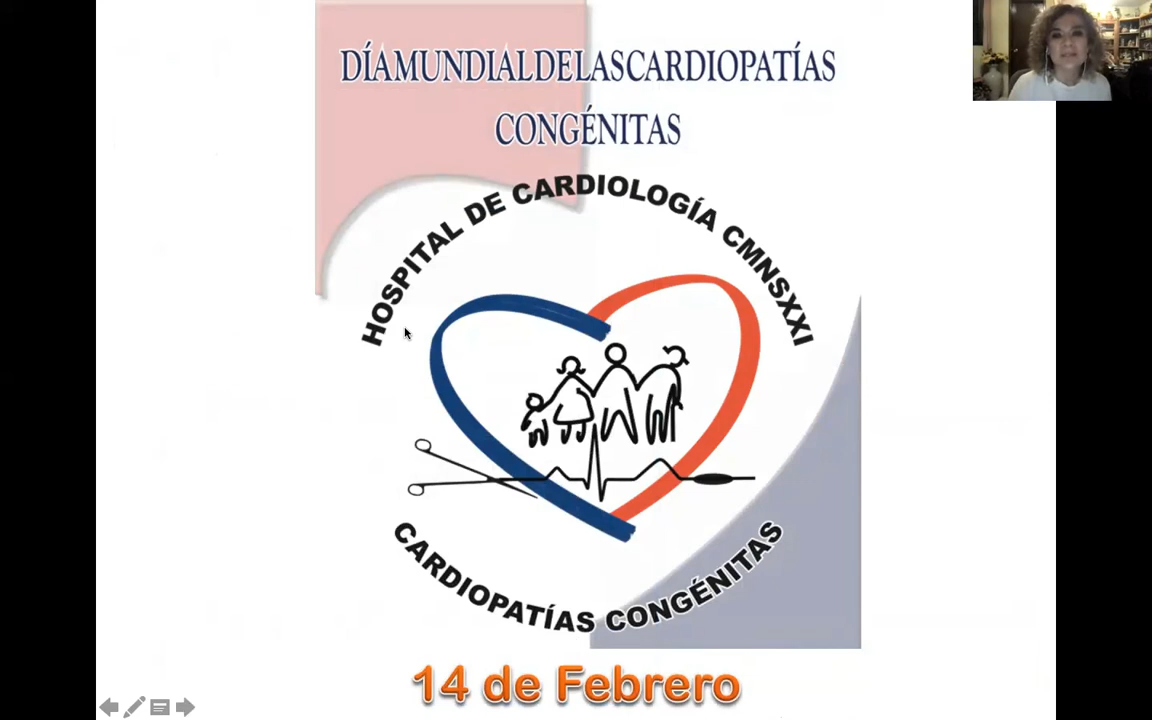 DÍAMUNDIALDELASCARDIOPATÍAS
CONGÉNITAS
HOSPITAL DE CARDIOLOGÍA CMNSXXI
CARDIOPATÍAS CONGÉNITAS
14 de Febrero